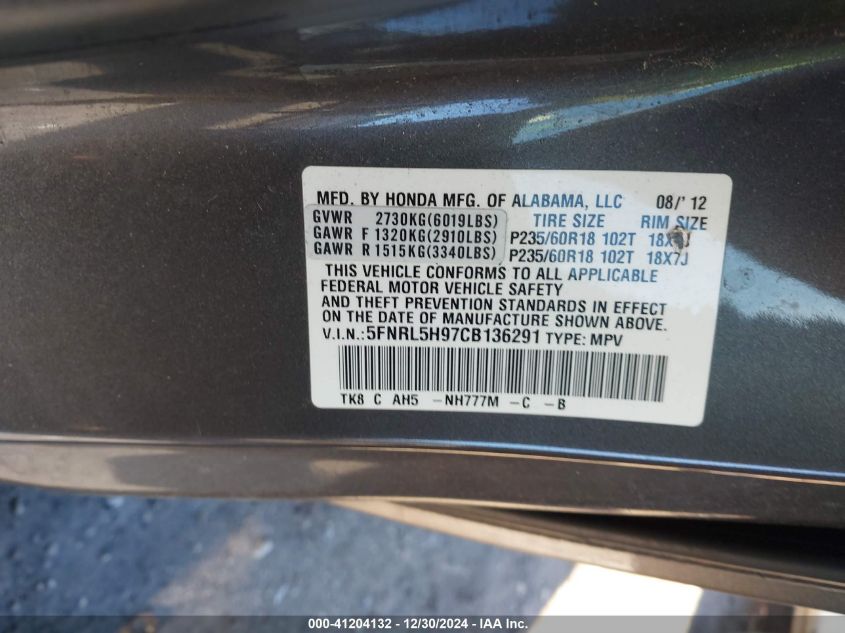 MFD. BY HONDA MFG. OF ALABAMA, LLC 08/'12
GVWR 2730KG(6019LBS) TIRE SIZE RIM SIZE
GAWR F 1320KG(2910LBS) P235/60R18 102T 18X7J
GAWR R 1515KG(3340LBS) P235/60R18 102T 18X7J
THIS VEHICLE CONFORMS TO ALL APPLICABLE
FEDERAL MOTOR VEHICLE SAFETY
AND THEFT PREVENTION STANDARDS IN EFFECT
ON THE DATE OF MANUFACTURE SHOWN ABOVE.
V.I.N.:5FNRL5H97CB136291 TYPE: MPV
TK8 C AH5 -NH777M -C -B
000-41204132 - 12/30/2024 - IAA Inc.